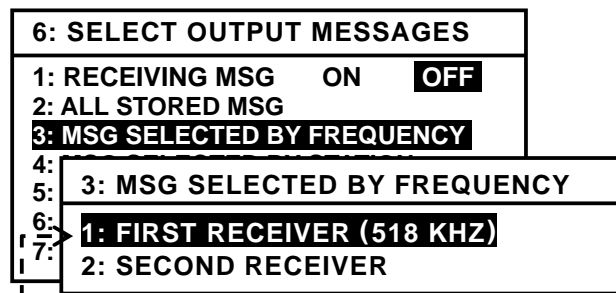 6: SELECT OUTPUT MESSAGES
1: RECEIVING MSG ON OFF
2: ALL STORED MSG
3: MSG SELECTED BY FREQUENCY
4:
5:
6:
7:
3: MSG SELECTED BY FREQUENCY
1: FIRST RECEIVER (518 KHZ)
2: SECOND RECEIVER